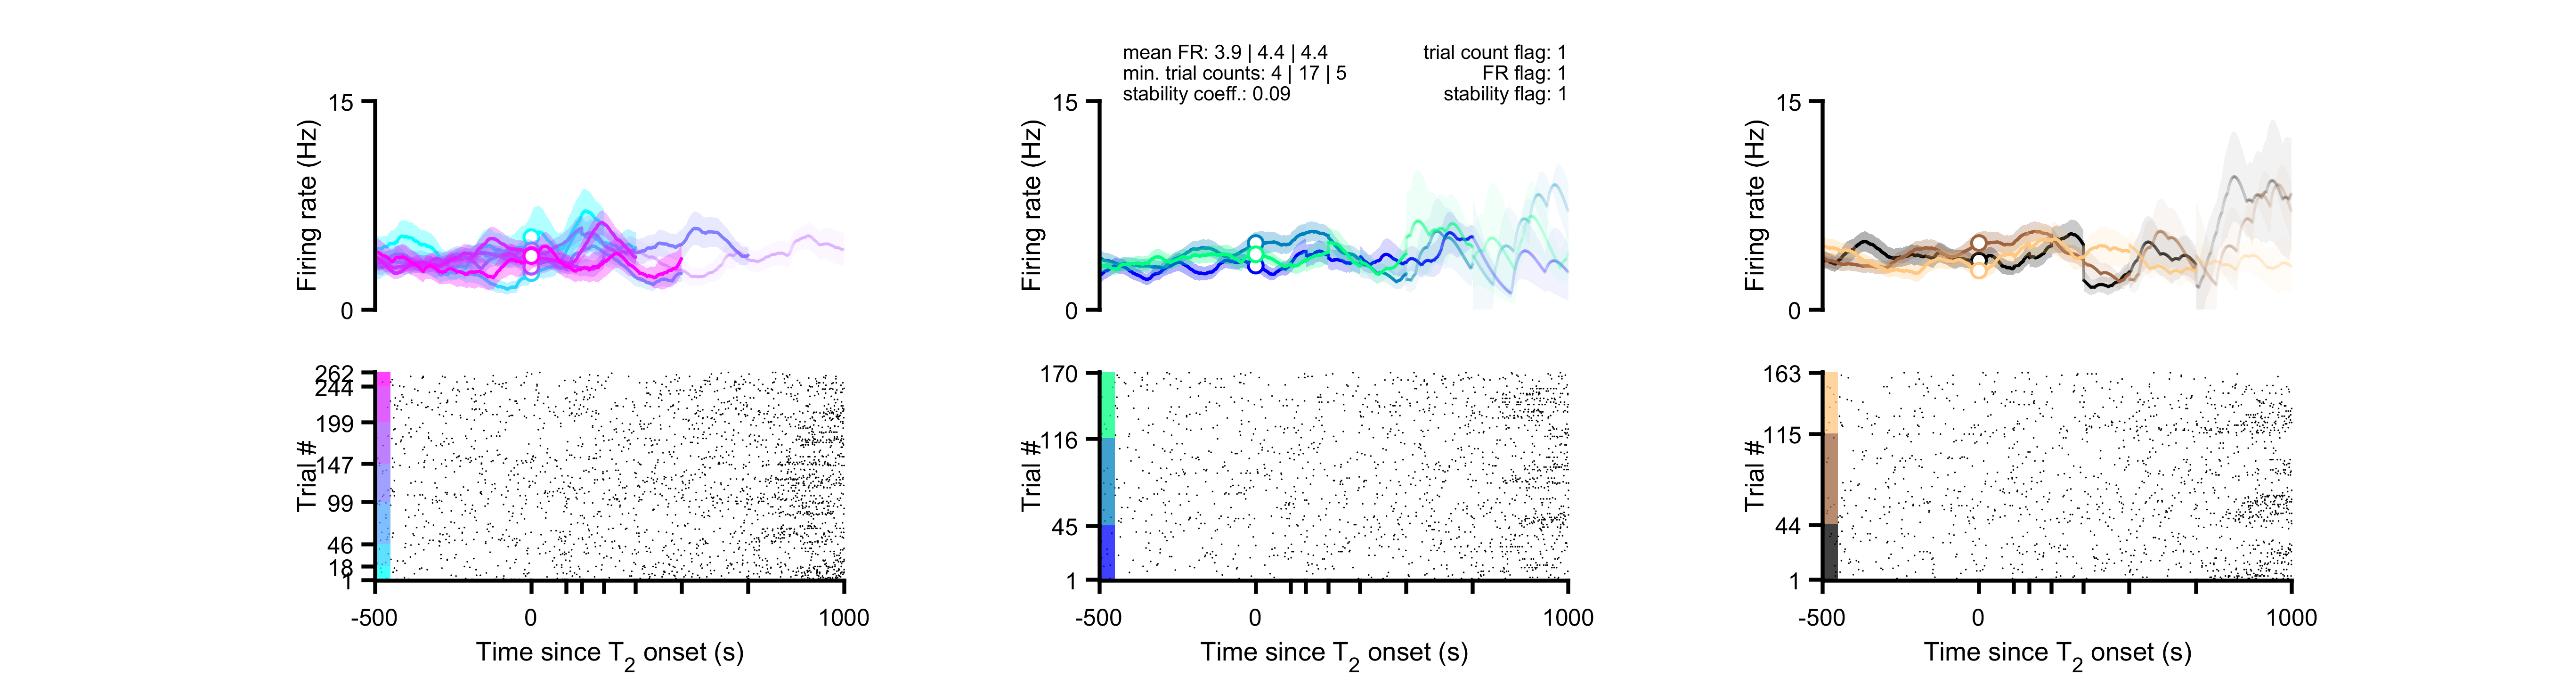 mean FR: 3.9 | 4.4 | 4.4
min. trial counts: 4 | 17 | 5
stability coeff.: 0.09
trial count flag: 1
FR flag: 1
stability flag: 1
15
Firing rate (Hz)
0
15
Firing rate (Hz)
0
15
Firing rate (Hz)
0
262
244
199
147
99
46
18
1
Trial #
-500
0
1000
Time since T2 onset (s)
170
116
45
1
Trial #
-500
0
1000
Time since T2 onset (s)
163
115
44
1
Trial #
-500
0
1000
Time since T2 onset (s)